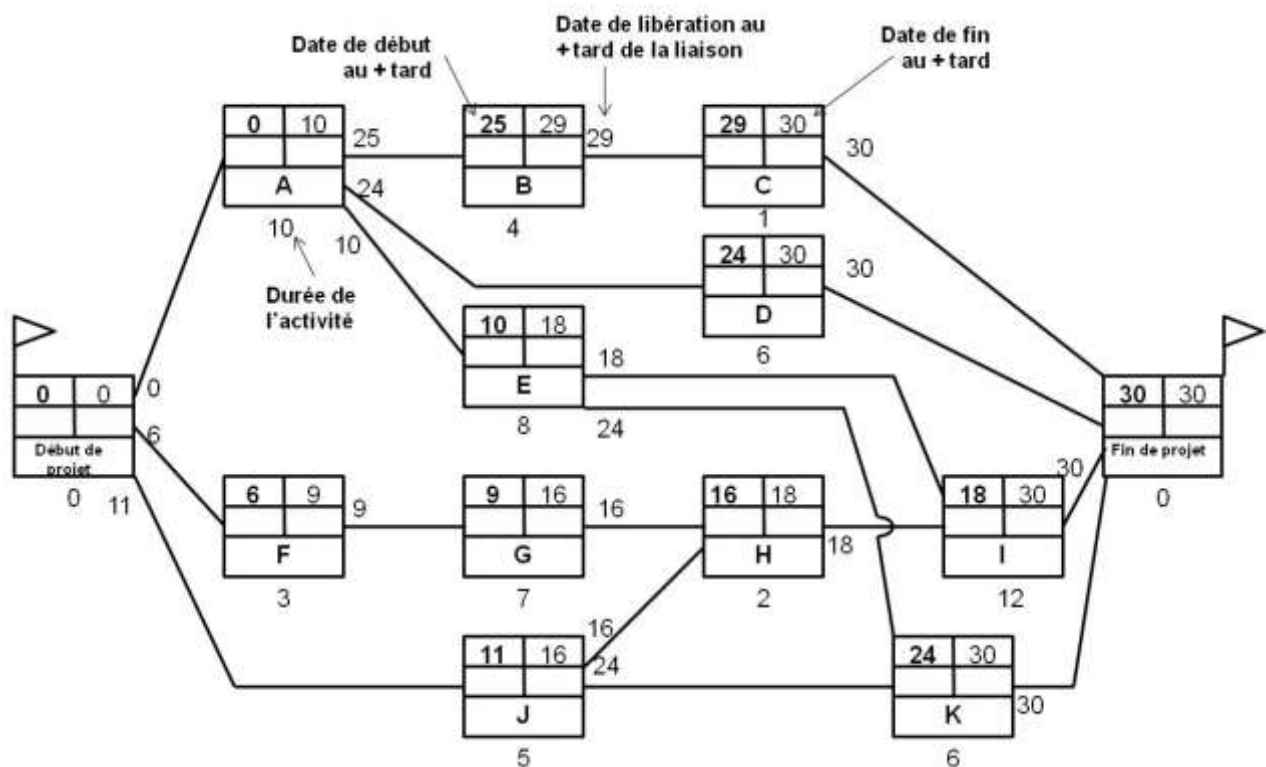 Date de début
au + tard
Date de libération au
+ tard de la liaison
Date de fin
au + tard
0 10
A
10
25
24
10
25 29
B
4
29
29 30
C
1
30
Durée de
l'activité
24 30
D
6
30
10 18
E
8
18
24
0 0
Début de
projet
0
0
6
11
30 30
Fin de projet
0
6 9
F
3
9
9 16
G
7
16
16 18
H
2
18
18 30
I
12
30
11 16
J
5
16
24
24 30
K
6
30